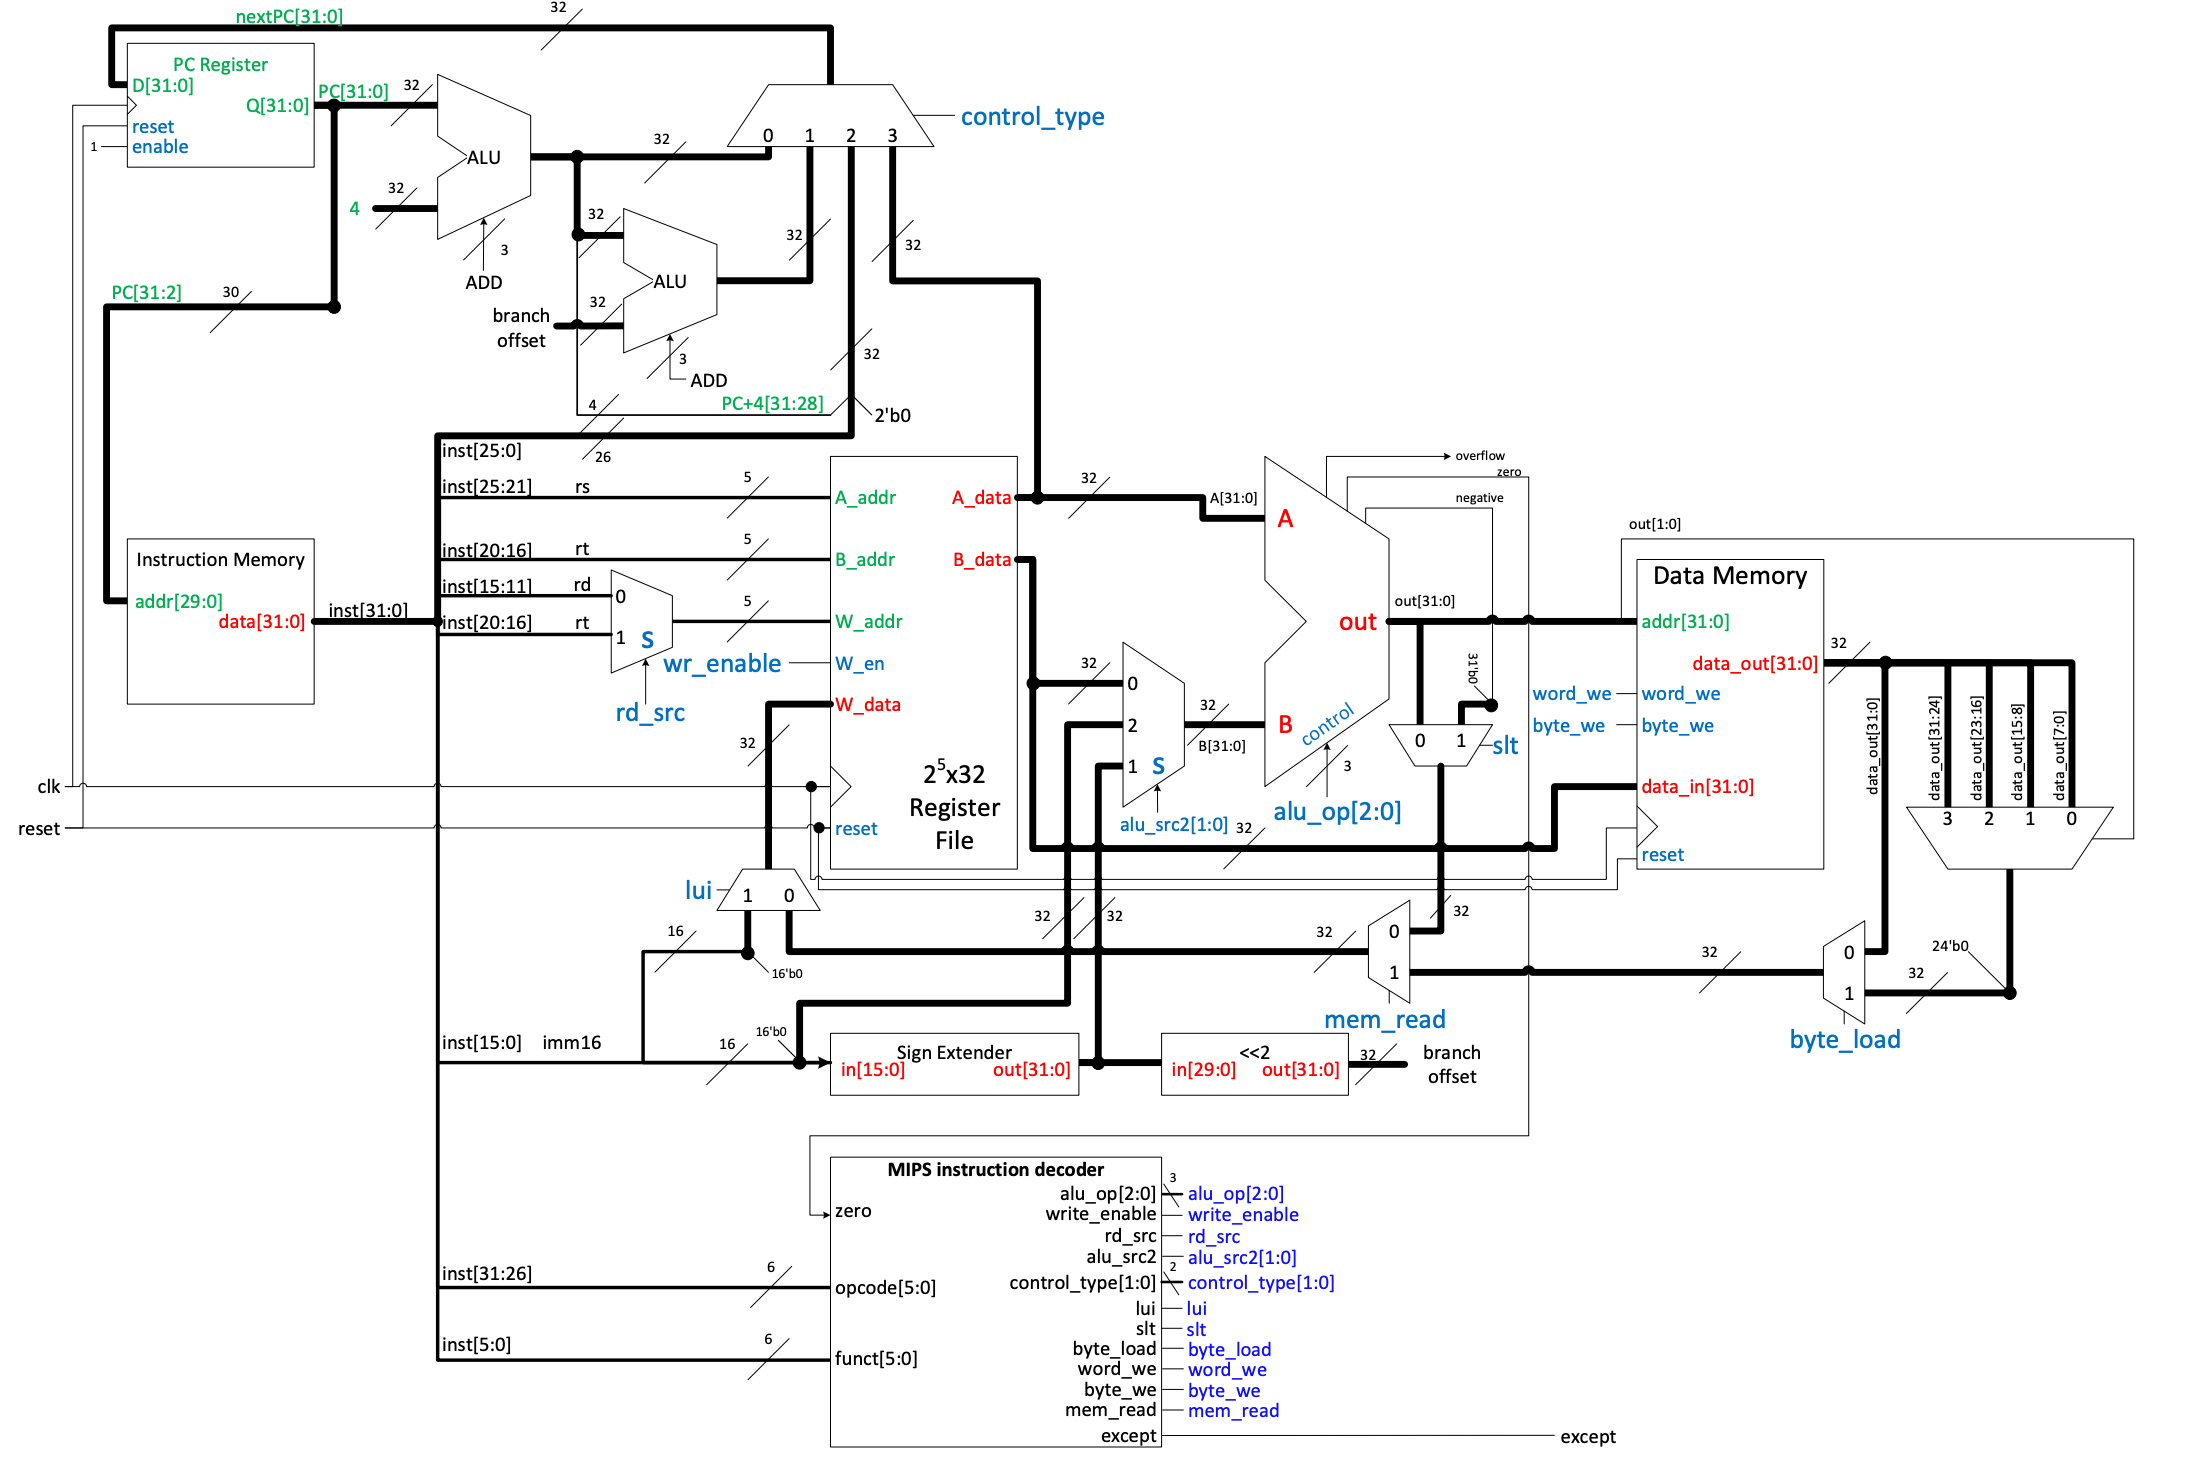 nextPC[31:0]
32
PC Register
D[31:0]
Q[31:0]
reset
enable
1
PC[31:0]
32
ALU
32
4
3
ADD
32
0 1 2 3
control_type
32
ALU
32
branch
offset
3
ADD
32
32
32
PC[31:2]
30
4
PC+4[31:28]
2'b0
inst[25:0]
26
inst[25:21] rs
5
inst[20:16] rt
5
inst[15:11] rd
inst[20:16] rt
0
1
S
5
rd_src
wr_enable
Instruction Memory
addr[29:0]
data[31:0]
inst[31:0]
A_addr
A_data
B_addr
B_data
W_addr
W_en
W_data
2⁵x32
Register
File
reset
32
clk
reset
32
A[31:0]
A
B
out
control
overflow
zero
negative
out[31:0]
32
0
2
1
S
32
B[31:0]
alu_src2[1:0]
3
alu_op[2:0]
31'b0
0 1
slt
32
out[1:0]
Data Memory
addr[31:0]
data_out[31:0]
word_we
word_we
byte_we
byte_we
data_in[31:0]
reset
32
data_out[31:0]
data_out[31:24]
data_out[23:16]
data_out[15:8]
data_out[7:0]
3 2 1 0
lui
1 0
16
16'b0
32
32
32
0
1
mem_read
32
32
0
1
byte_load
24'b0
32
inst[15:0] imm16
16
16'b0
Sign Extender
in[15:0]
out[31:0]
<<2
in[29:0]
out[31:0]
32
branch
offset
MIPS instruction decoder
zero
inst[31:26]
6
opcode[5:0]
inst[5:0]
6
funct[5:0]
alu_op[2:0]
3
alu_op[2:0]
write_enable
write_enable
rd_src
rd_src
alu_src2
alu_src2[1:0]
control_type[1:0]
2
control_type[1:0]
lui
lui
slt
slt
byte_load
byte_load
word_we
word_we
byte_we
byte_we
mem_read
mem_read
except
except